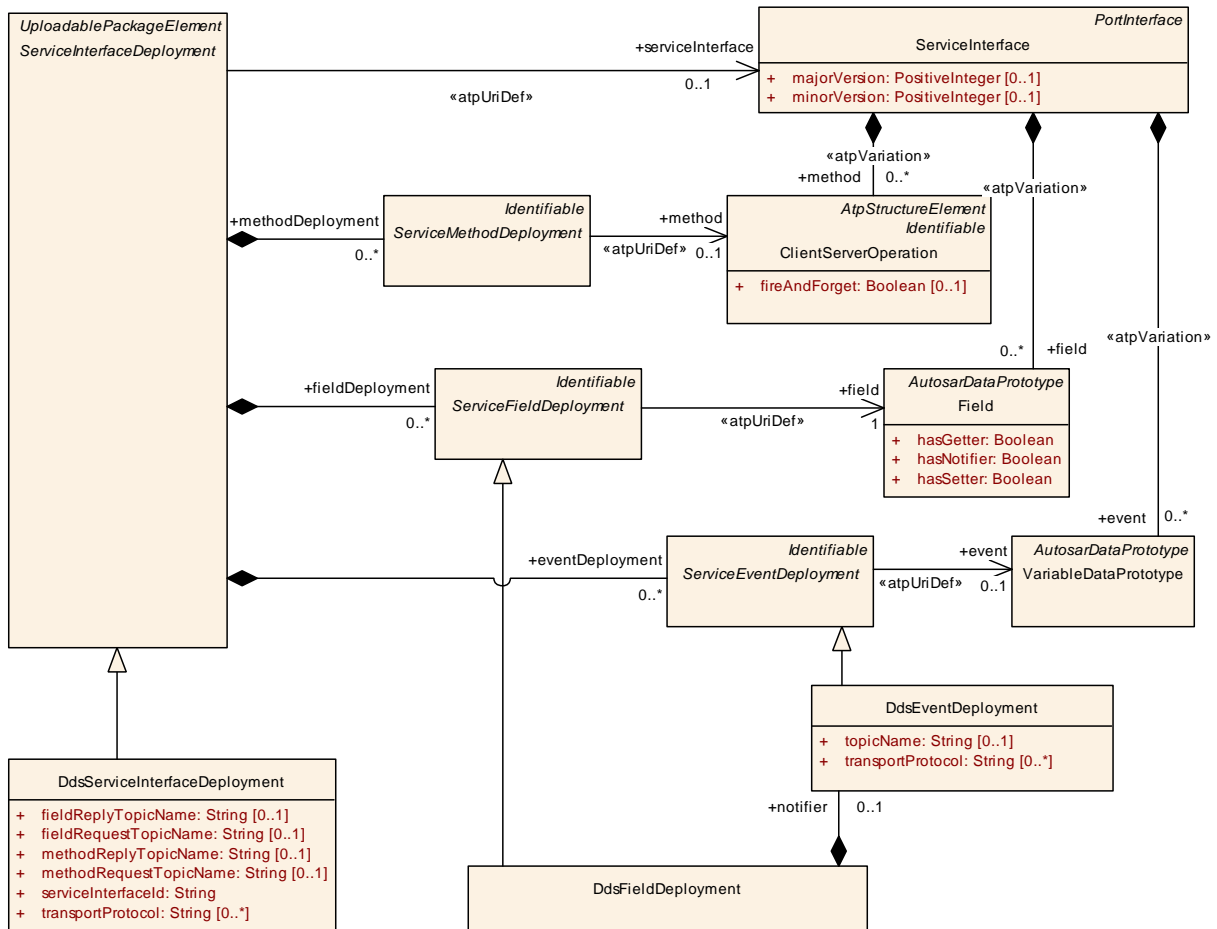 UploadablePackageElement
ServiceInterfaceDeployment
+serviceInterface
0..1
«atpUriDef»
PortInterface
ServiceInterface
+ majorVersion: PositiveInteger [0..1]
+ minorVersion: PositiveInteger [0..1]
«atpVariation»
+method 0..*
«atpVariation»
+methodDeployment
0..*
Identifiable
ServiceMethodDeployment
+method
«atpUriDef» 0..1
AtpStructureElement
Identifiable
ClientServerOperation
+ fireAndForget: Boolean [0..1]
«atpVariation»
0..* +field
+fieldDeployment
0..*
Identifiable
ServiceFieldDeployment
+field
«atpUriDef» 1
AutosarDataPrototype
Field
+ hasGetter: Boolean
+ hasNotifier: Boolean
+ hasSetter: Boolean
+event 0..*
+eventDeployment
0..*
Identifiable
ServiceEventDeployment
+event
«atpUriDef» 0..1
AutosarDataPrototype
VariableDataPrototype
DdsEventDeployment
+ topicName: String [0..1]
+ transportProtocol: String [0..*]
+notifier 0..1
DdsServiceInterfaceDeployment
+ fieldReplyTopicName: String [0..1]
+ fieldRequestTopicName: String [0..1]
+ methodReplyTopicName: String [0..1]
+ methodRequestTopicName: String [0..1]
+ serviceInterfaceId: String
+ transportProtocol: String [0..*]
DdsFieldDeployment